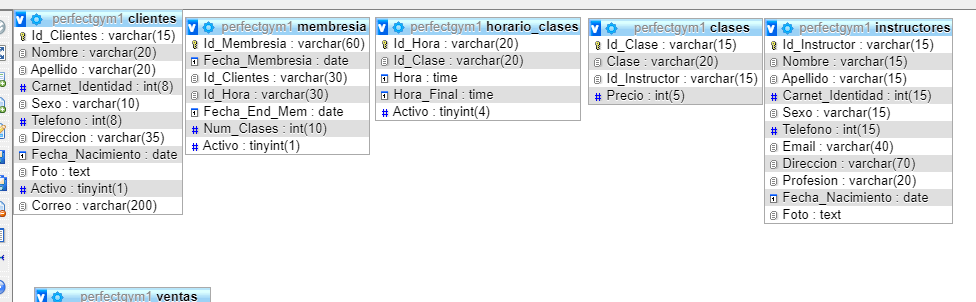 perfectgym1 clientes
Id_Clientes : varchar(15)
Nombre : varchar(20)
Apellido : varchar(20)
Carnet_Identidad : int(8)
Sexo : varchar(10)
Telefono : int(8)
Direccion : varchar(35)
Fecha_Nacimiento : date
Foto : text
Activo : tinyint(1)
Correo : varchar(200)
perfectgym1 membresia
Id_Membresia : varchar(60)
Fecha_Membresia : date
Id_Clientes : varchar(30)
Id_Hora : varchar(30)
Fecha_End_Mem : date
Num_Clases : int(10)
Activo : tinyint(1)
perfectgym1 horario_clases
Id_Hora : varchar(20)
Id_Clase : varchar(20)
Hora : time
Hora_Final : time
Activo : tinyint(4)
perfectgym1 clases
Id_Clase : varchar(15)
Clase : varchar(20)
Id_Instructor : varchar(15)
Precio : int(5)
perfectgym1 instructores
Id_Instructor : varchar(15)
Nombre : varchar(15)
Apellido : varchar(15)
Carnet_Identidad : int(15)
Sexo : varchar(15)
Telefono : int(15)
Email : varchar(40)
Direccion : varchar(70)
Profesion : varchar(20)
Fecha_Nacimiento : date
Foto : text
perfectgym1 ventas